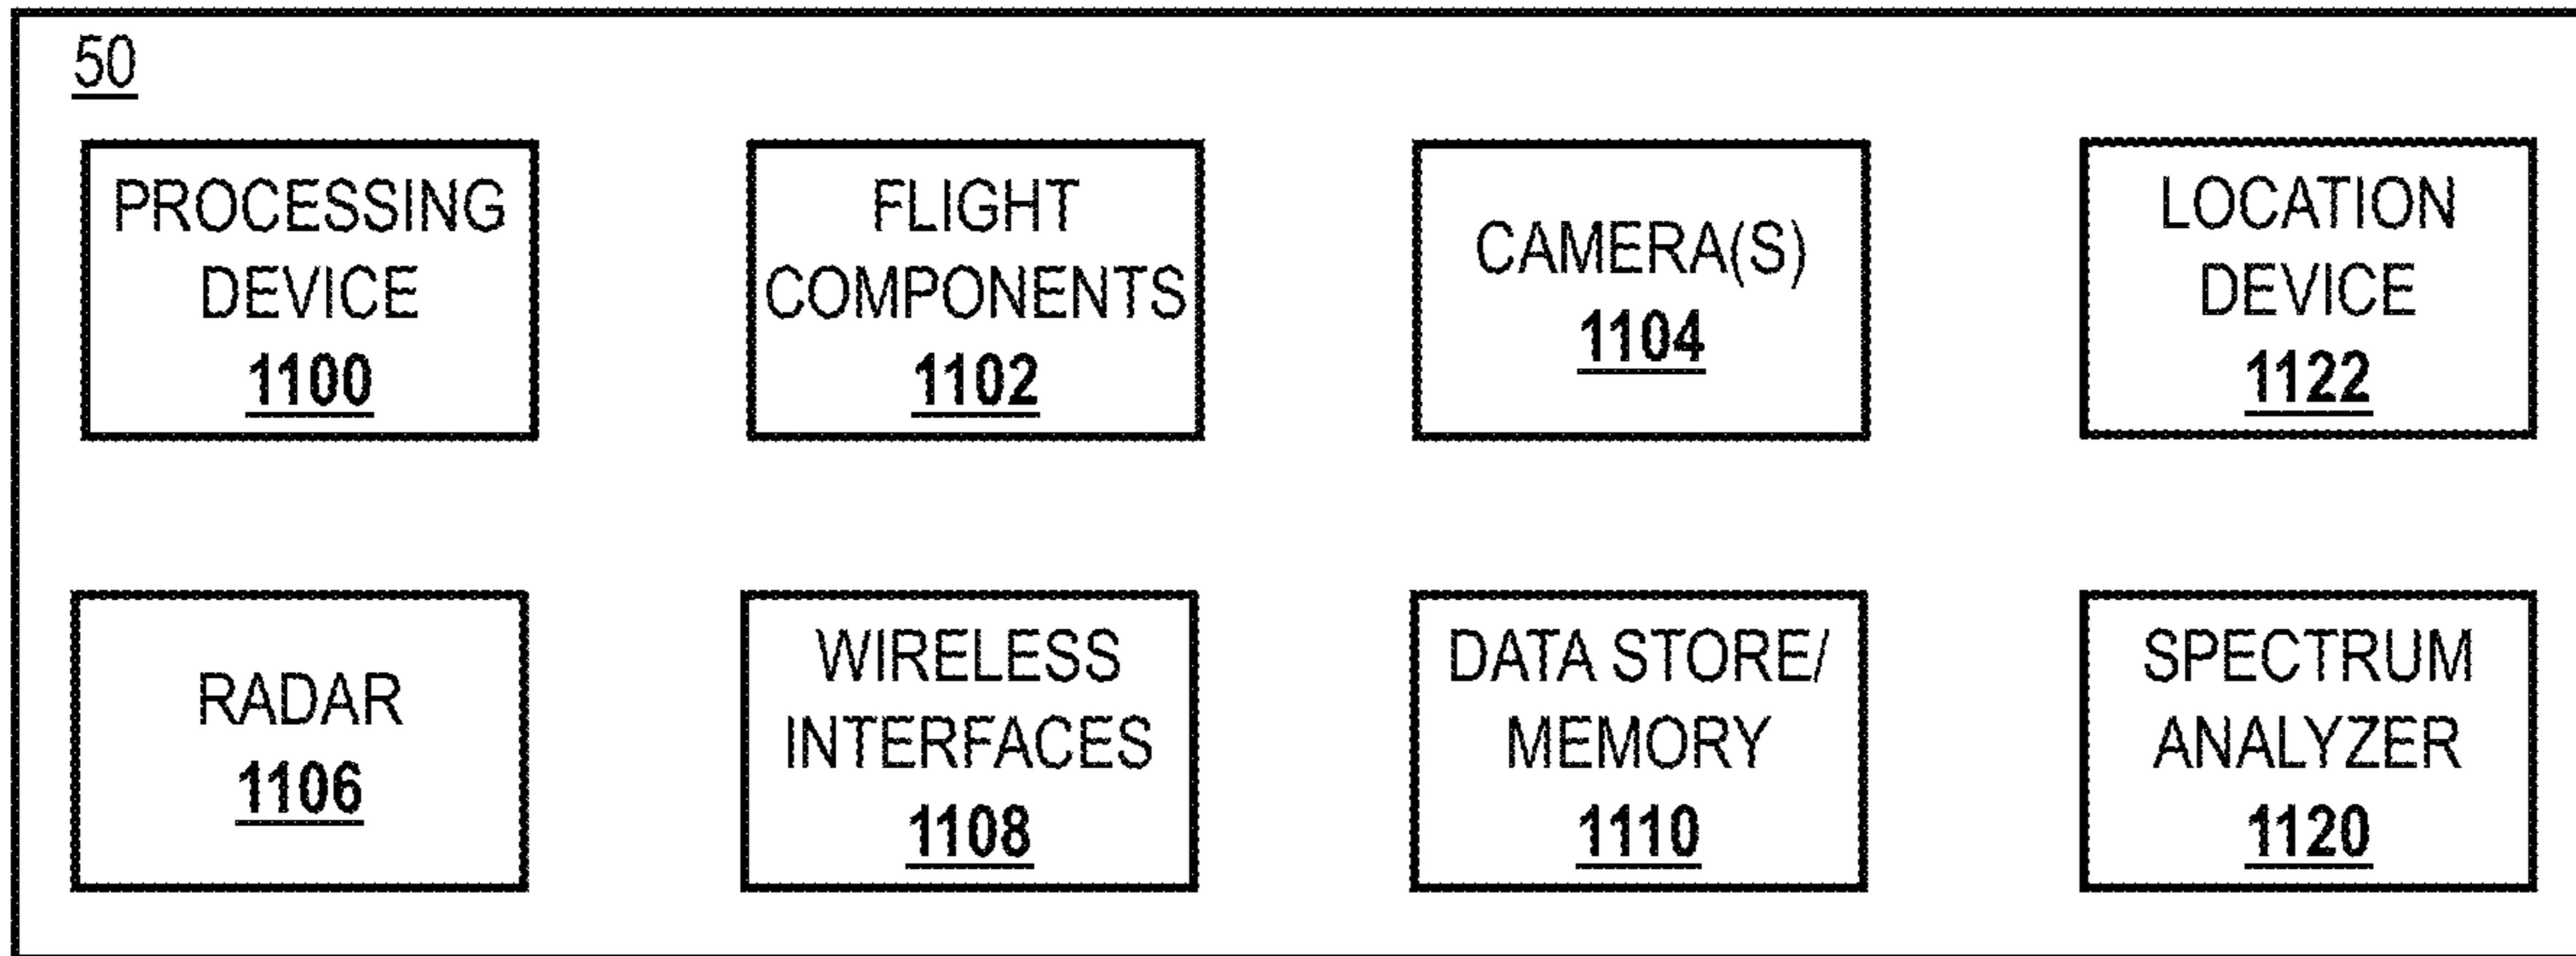 50
PROCESSING
DEVICE
1100
FLIGHT
COMPONENTS
1102
CAMERA(S)
1104
LOCATION
DEVICE
1122
RADAR
1106
WIRELESS
INTERFACES
1108
DATA STORE/
MEMORY
1110
SPECTRUM
ANALYZER
1120